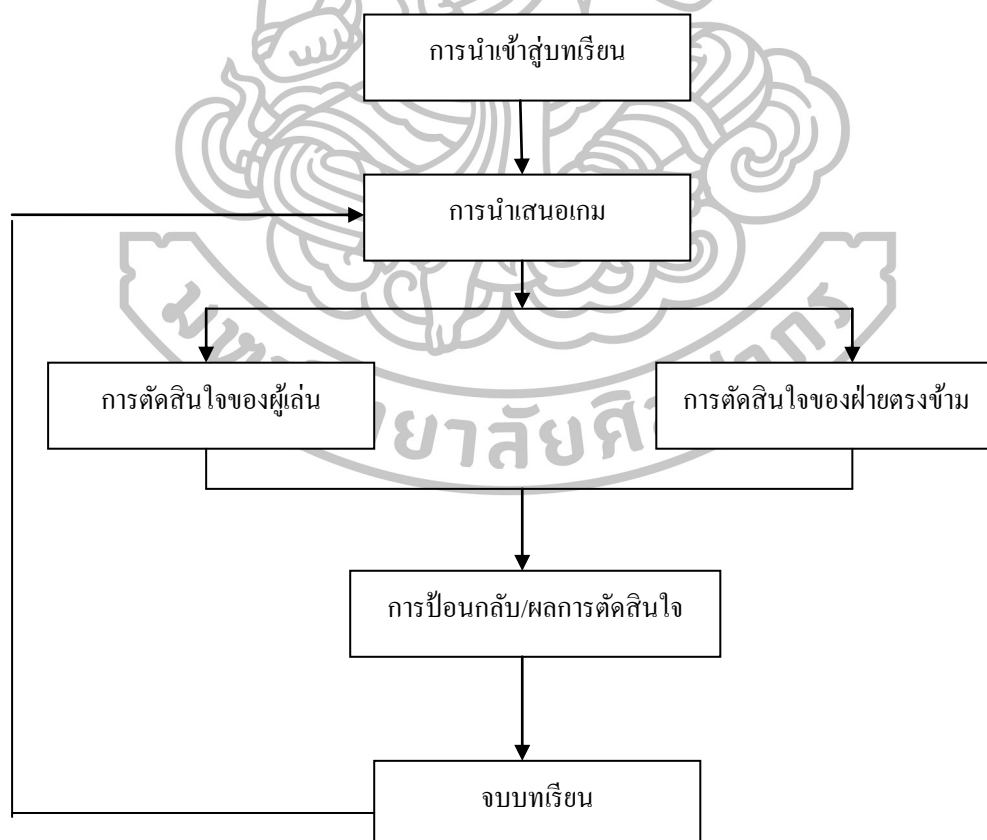 การนำเข้าสู่บทเรียน
การนำเสนอเกม
การตัดสินใจของผู้เล่น
การตัดสินใจของฝ่ายตรงข้าม
การป้อนกลับ/ผลการตัดสินใจ
จบบทเรียน